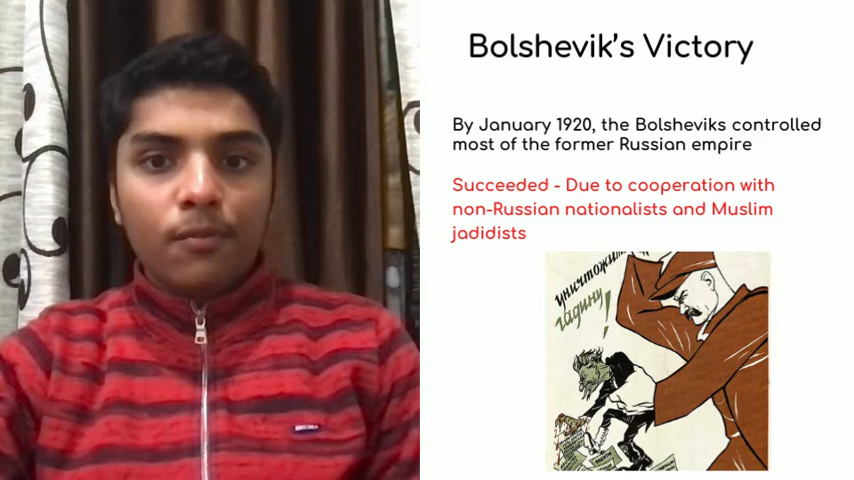 Bolshevik's Victory
By January 1920, the Bolsheviks controlled
most of the former Russian empire
Succeeded - Due to cooperation with
non-Russian nationalists and Muslim
jadidists
гадину!